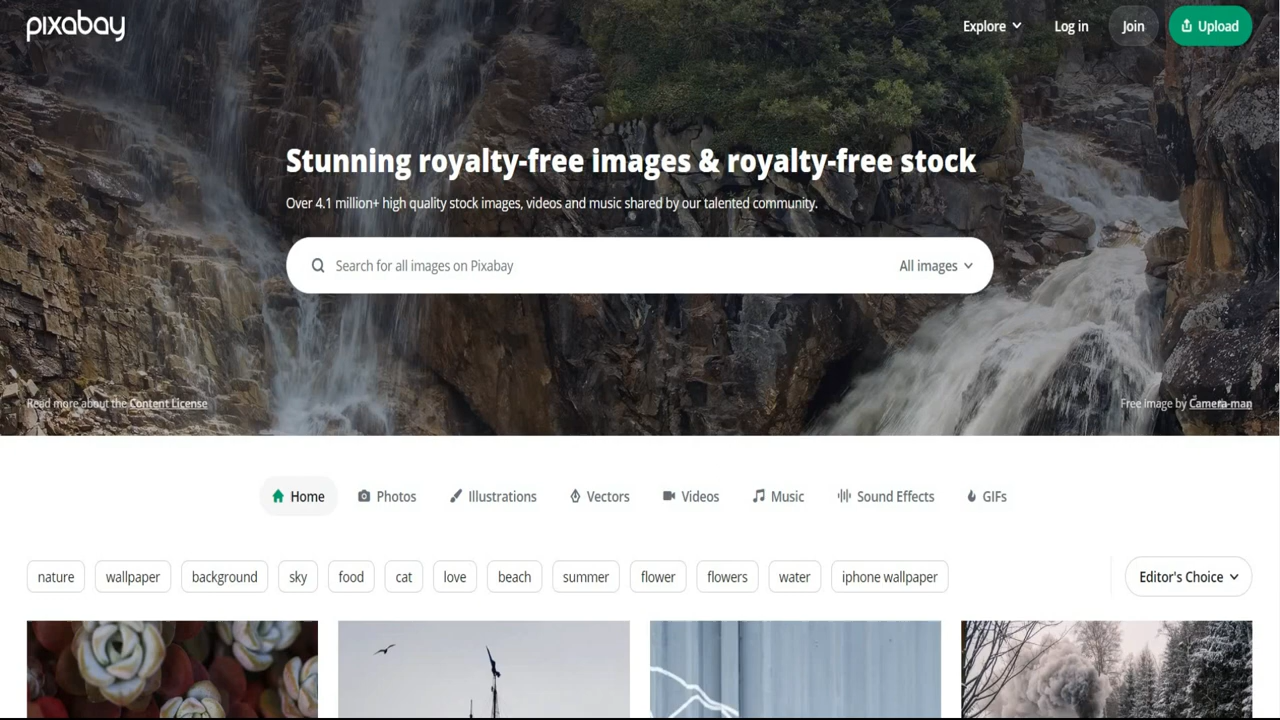 pixabay
Explore Log in Join Upload
Stunning royalty-free images & royalty-free stock
Over 4.1 million+ high quality stock images, videos and music shared by our talented community.
Search for all images on Pixabay All images
Read more about the Content License Free image by Camera-man
Home Photos Illustrations Vectors Videos Music Sound Effects GIFs
nature wallpaper background sky food cat love beach summer flower flowers water iphone wallpaper Editor's Choice